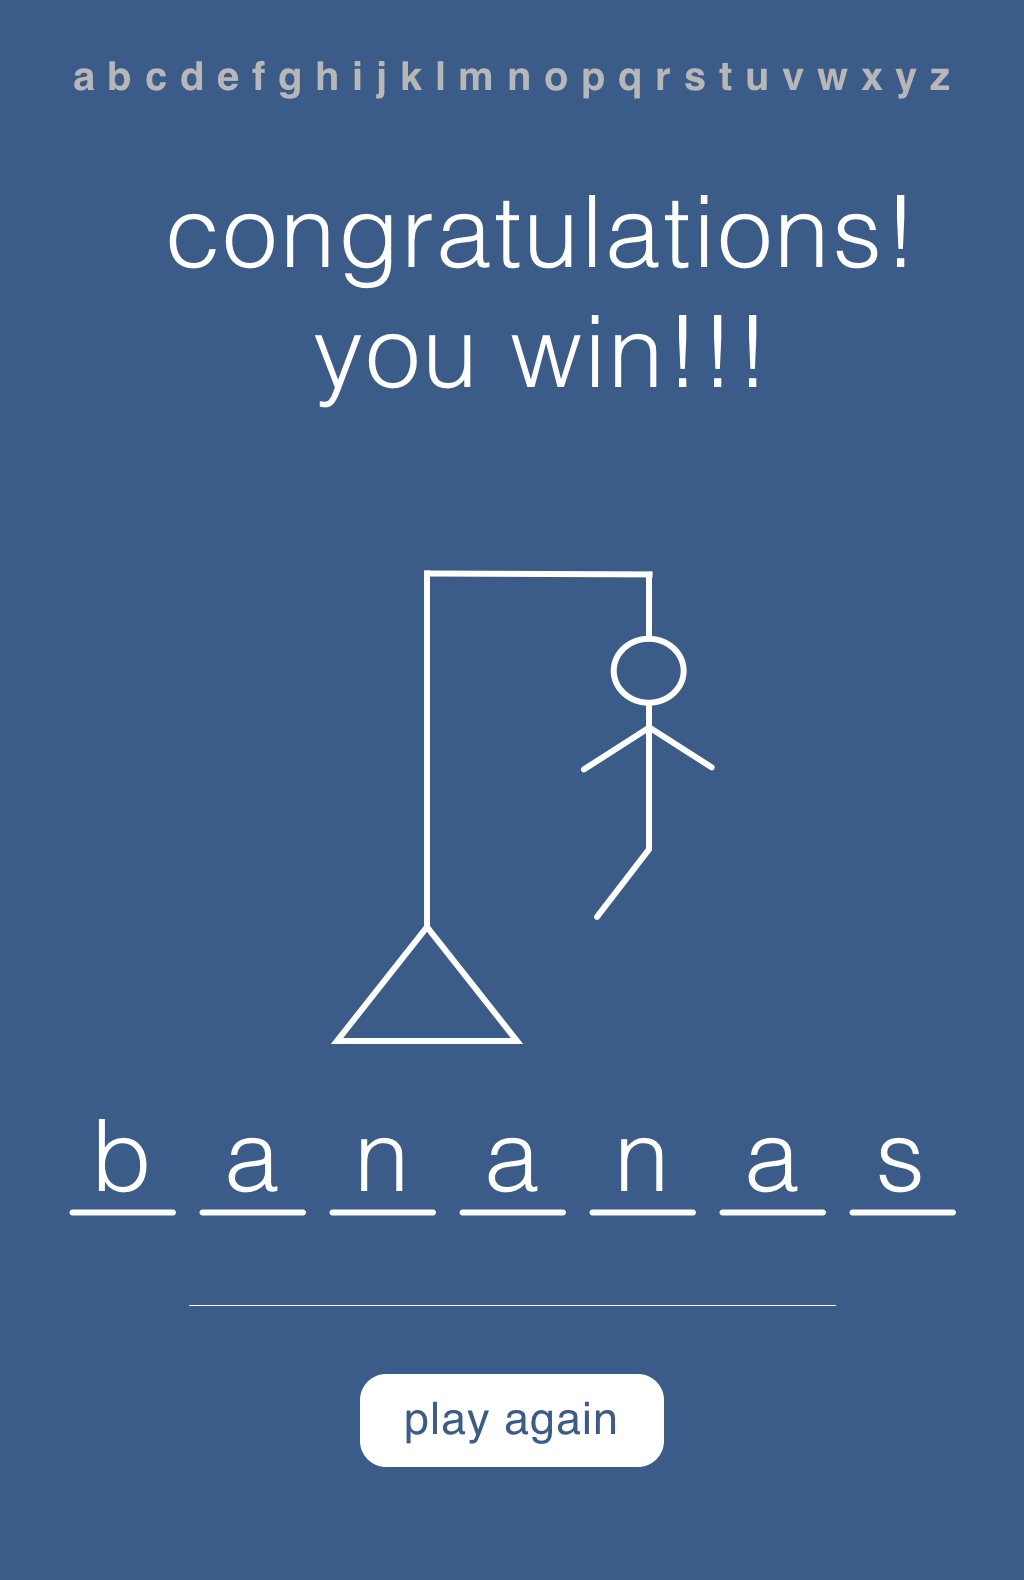 a b c d e f g h i j k l m n o p q r s t u v w x y z
congratulations!
you win!!!
b a n a n a s
play again